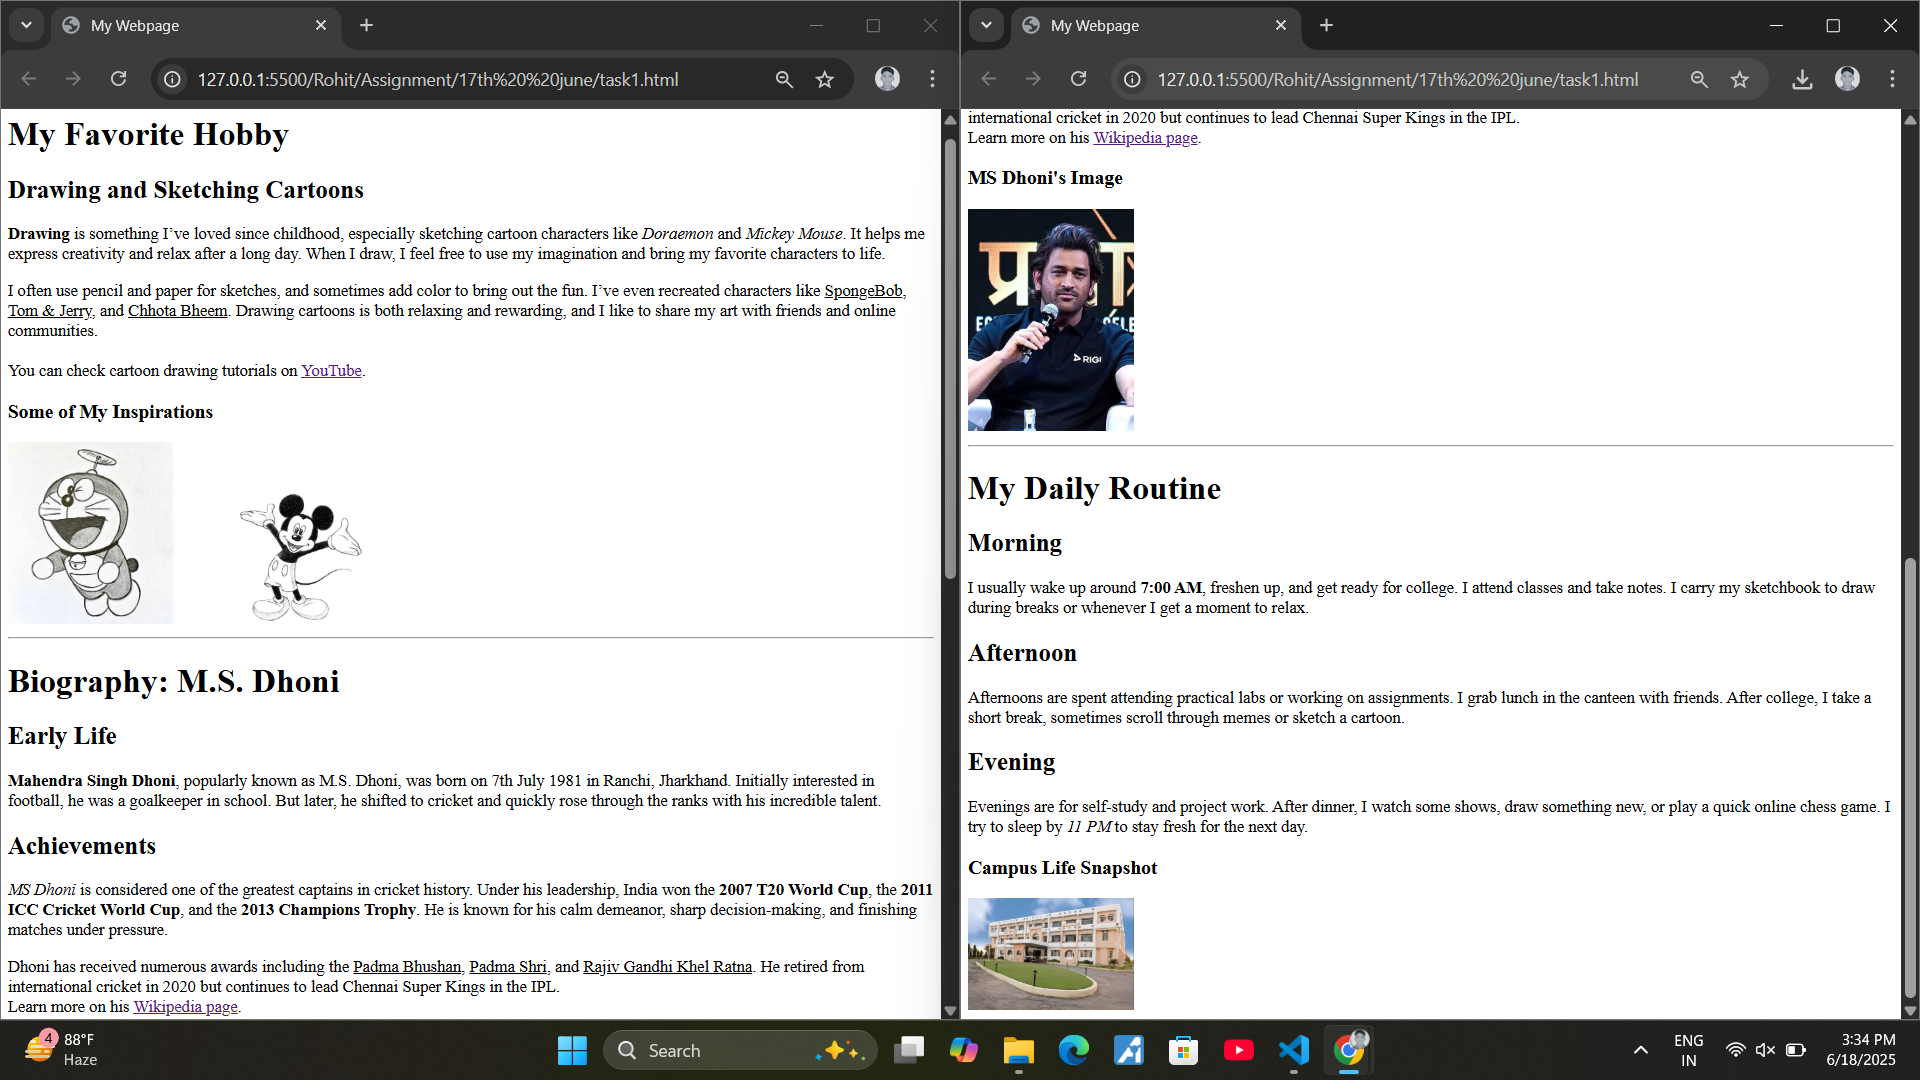 My Webpage
127.0.0.1:5500/Rohit/Assignment/17th%20%20june/task1.html
My Favorite Hobby
Drawing and Sketching Cartoons
Drawing is something I’ve loved since childhood, especially sketching cartoon characters like Doraemon and Mickey Mouse. It helps me
express creativity and relax after a long day. When I draw, I feel free to use my imagination and bring my favorite characters to life.
I often use pencil and paper for sketches, and sometimes add color to bring out the fun. I’ve even recreated characters like SpongeBob,
Tom & Jerry, and Chhota Bheem. Drawing cartoons is both relaxing and rewarding, and I like to share my art with friends and online
communities.
You can check cartoon drawing tutorials on YouTube.
Some of My Inspirations
Biography: M.S. Dhoni
Early Life
Mahendra Singh Dhoni, popularly known as M.S. Dhoni, was born on 7th July 1981 in Ranchi, Jharkhand. Initially interested in
football, he was a goalkeeper in school. But later, he shifted to cricket and quickly rose through the ranks with his incredible talent.
Achievements
MS Dhoni is considered one of the greatest captains in cricket history. Under his leadership, India won the 2007 T20 World Cup, the 2011
ICC Cricket World Cup, and the 2013 Champions Trophy. He is known for his calm demeanor, sharp decision-making, and finishing
matches under pressure.
Dhoni has received numerous awards including the Padma Bhushan, Padma Shri, and Rajiv Gandhi Khel Ratna. He retired from
international cricket in 2020 but continues to lead Chennai Super Kings in the IPL.
Learn more on his Wikipedia page.
My Webpage
127.0.0.1:5500/Rohit/Assignment/17th%20%20june/task1.html
international cricket in 2020 but continues to lead Chennai Super Kings in the IPL.
Learn more on his Wikipedia page.
MS Dhoni's Image
RIGI
My Daily Routine
Morning
I usually wake up around 7:00 AM, freshen up, and get ready for college. I attend classes and take notes. I carry my sketchbook to draw
during breaks or whenever I get a moment to relax.
Afternoon
Afternoons are spent attending practical labs or working on assignments. I grab lunch in the canteen with friends. After college, I take a
short break, sometimes scroll through memes or sketch a cartoon.
Evening
Evenings are for self-study and project work. After dinner, I watch some shows, draw something new, or play a quick online chess game. I
try to sleep by 11 PM to stay fresh for the next day.
Campus Life Snapshot
4
88°F
Haze
Search
ENG
IN
3:34 PM
6/18/2025